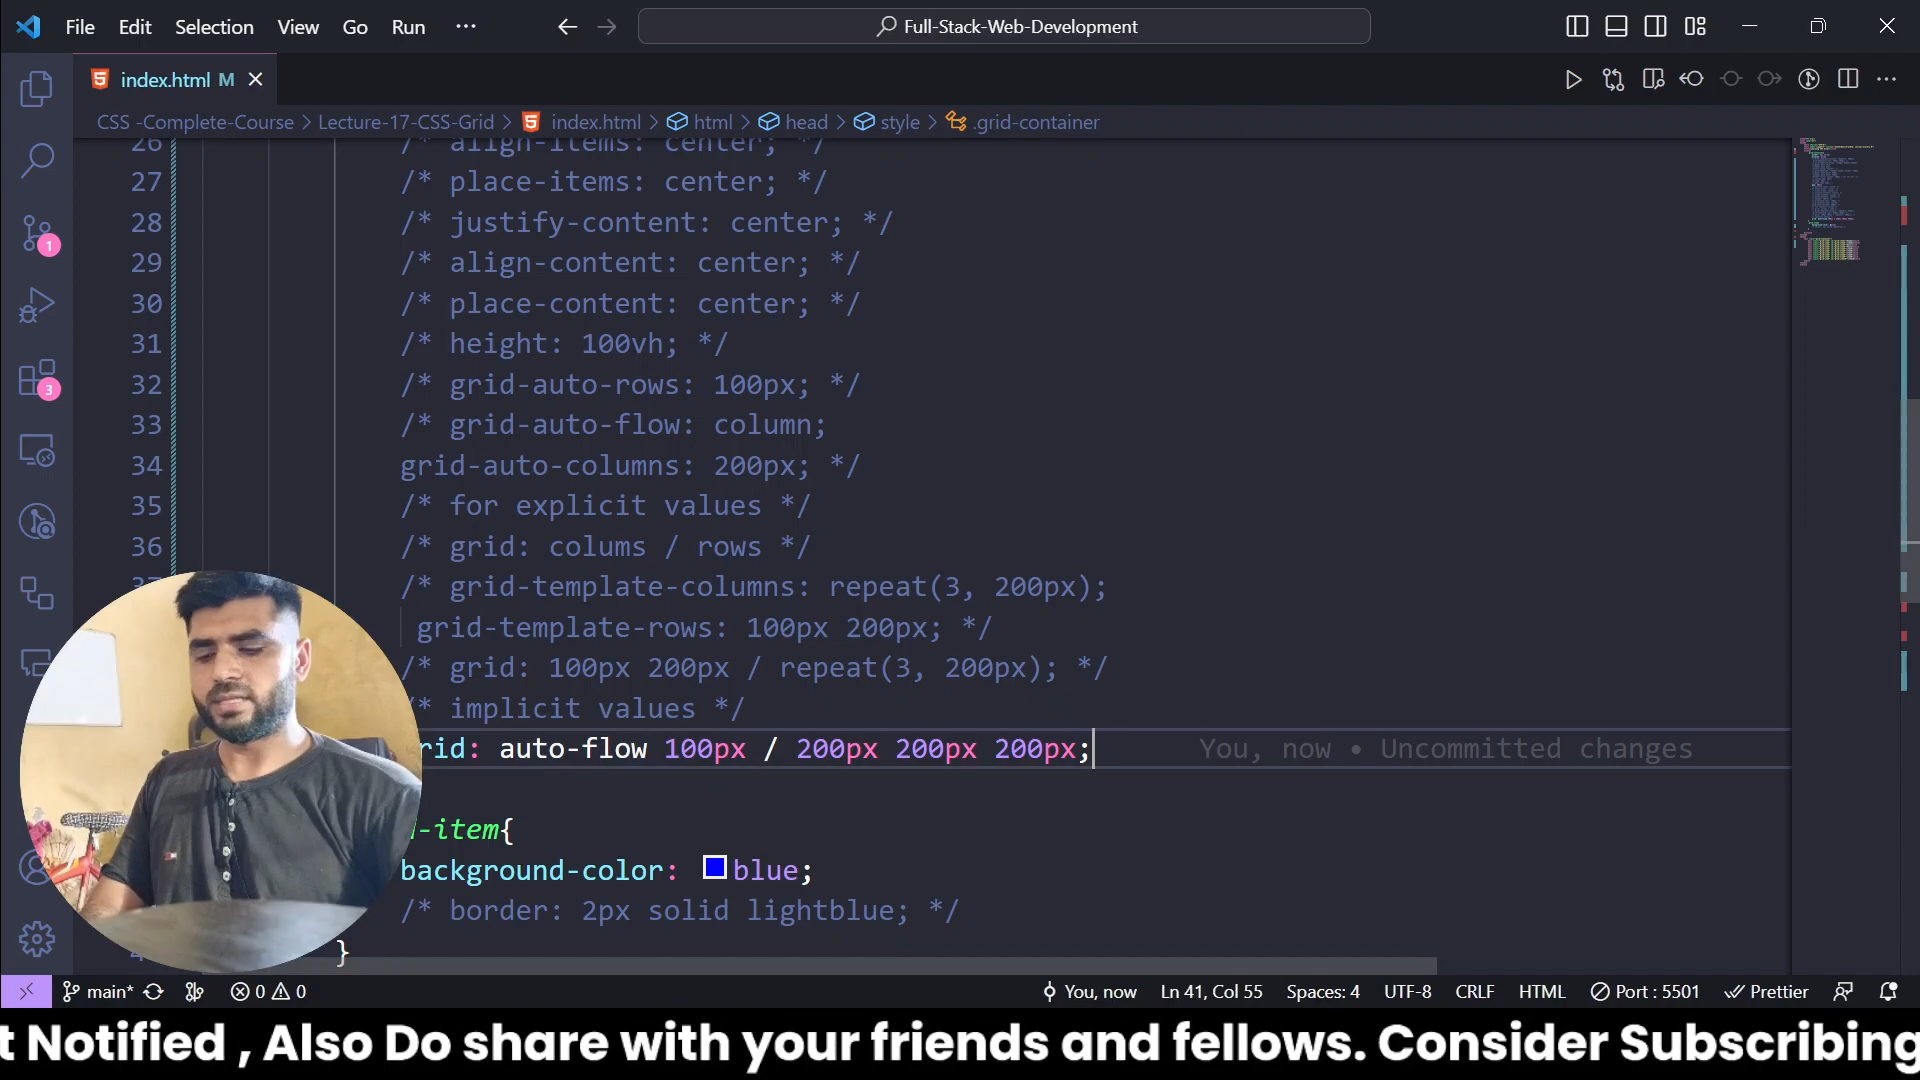 File Edit Selection View Go Run ··· Full-Stack-Web-Development
index.html M
CSS -Complete-Course > Lecture-17-CSS-Grid > index.html > html > head > style > .grid-container
26 /* align-items: center; */
27 /* place-items: center; */
28 /* justify-content: center; */
29 /* align-content: center; */
30 /* place-content: center; */
31 /* height: 100vh; */
32 /* grid-auto-rows: 100px; */
33 /* grid-auto-flow: column;
34 grid-auto-columns: 200px; */
35 /* for explicit values */
36 /* grid: colums / rows */
37 /* grid-template-columns: repeat(3, 200px);
grid-template-rows: 100px 200px; */
/* grid: 100px 200px / repeat(3, 200px); */
/* implicit values */
rid: auto-flow 100px / 200px 200px 200px; You, now • Uncommitted changes
-item{
background-color: blue;
/* border: 2px solid lightblue; */
}
1
3
main* 0 0 You, now Ln 41, Col 55 Spaces: 4 UTF-8 CRLF HTML Port : 5501 Prettier
t Notified , Also Do share with your friends and fellows. Consider Subscribing